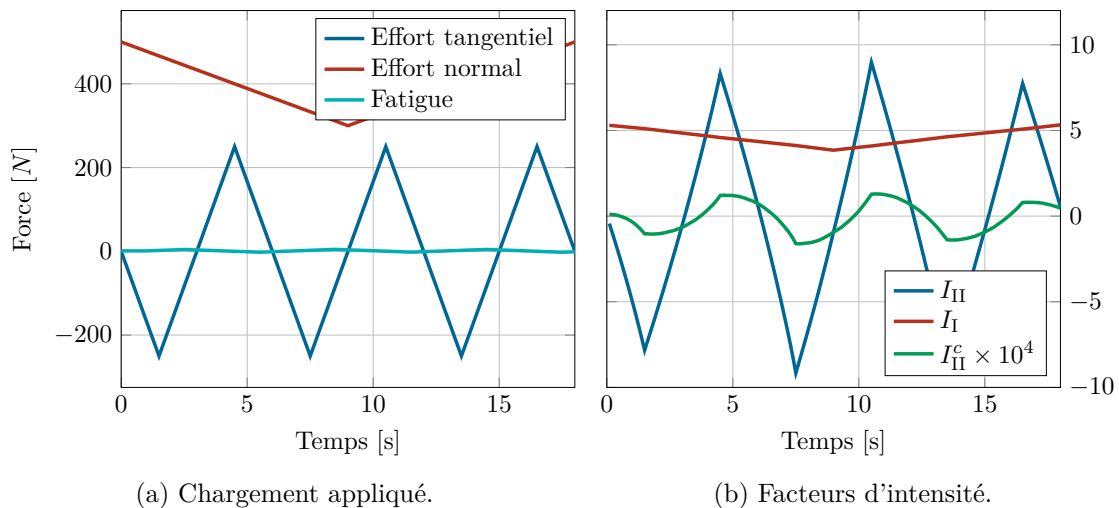 Effort tangentiel
Effort normal
Fatigue
400
200
0
−200
Force [N]
0 5 10 15
Temps [s]
(a) Chargement appliqué.
10
5
0
−5
−10
I_II
I_I
I_II^c × 10^4
0 5 10 15
Temps [s]
(b) Facteurs d'intensité.